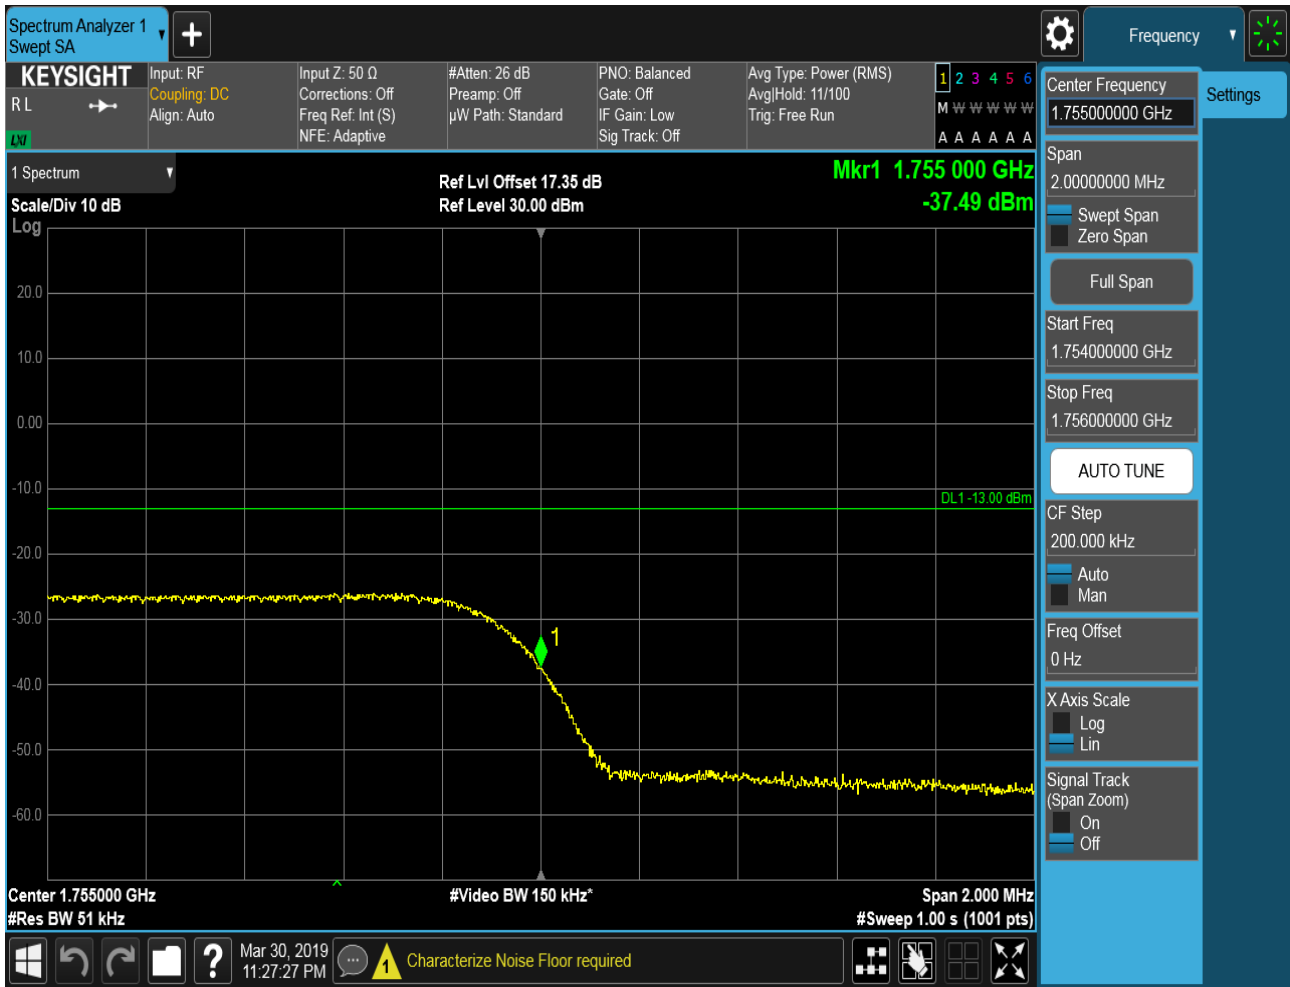 Spectrum Analyzer 1
Swept SA
Frequency
KEYSIGHT
R L
LXI
Input: RF
Coupling: DC
Align: Auto
Input Z: 50 Ω
Corrections: Off
Freq Ref: Int (S)
NFE: Adaptive
#Atten: 26 dB
Preamp: Off
µW Path: Standard
PNO: Balanced
Gate: Off
IF Gain: Low
Sig Track: Off
Avg Type: Power (RMS)
Avg|Hold: 11/100
Trig: Free Run
1 2 3 4 5 6
M W W W W W
A A A A A A
1 Spectrum
Scale/Div 10 dB
Log
Ref Lvl Offset 17.35 dB
Ref Level 30.00 dBm
Mkr1 1.755 000 GHz
-37.49 dBm
20.0
10.0
0.00
-10.0
DL1 -13.00 dBm
-20.0
-30.0
1
-40.0
-50.0
-60.0
Center 1.755000 GHz
#Res BW 51 kHz
#Video BW 150 kHz*
Span 2.000 MHz
#Sweep 1.00 s (1001 pts)
Mar 30, 2019
11:27:27 PM
?
1
Characterize Noise Floor required
Settings
Center Frequency
1.755000000 GHz
Span
2.00000000 MHz
Swept Span
Zero Span
Full Span
Start Freq
1.754000000 GHz
Stop Freq
1.756000000 GHz
AUTO TUNE
CF Step
200.000 kHz
Auto
Man
Freq Offset
0 Hz
X Axis Scale
Log
Lin
Signal Track
(Span Zoom)
On
Off